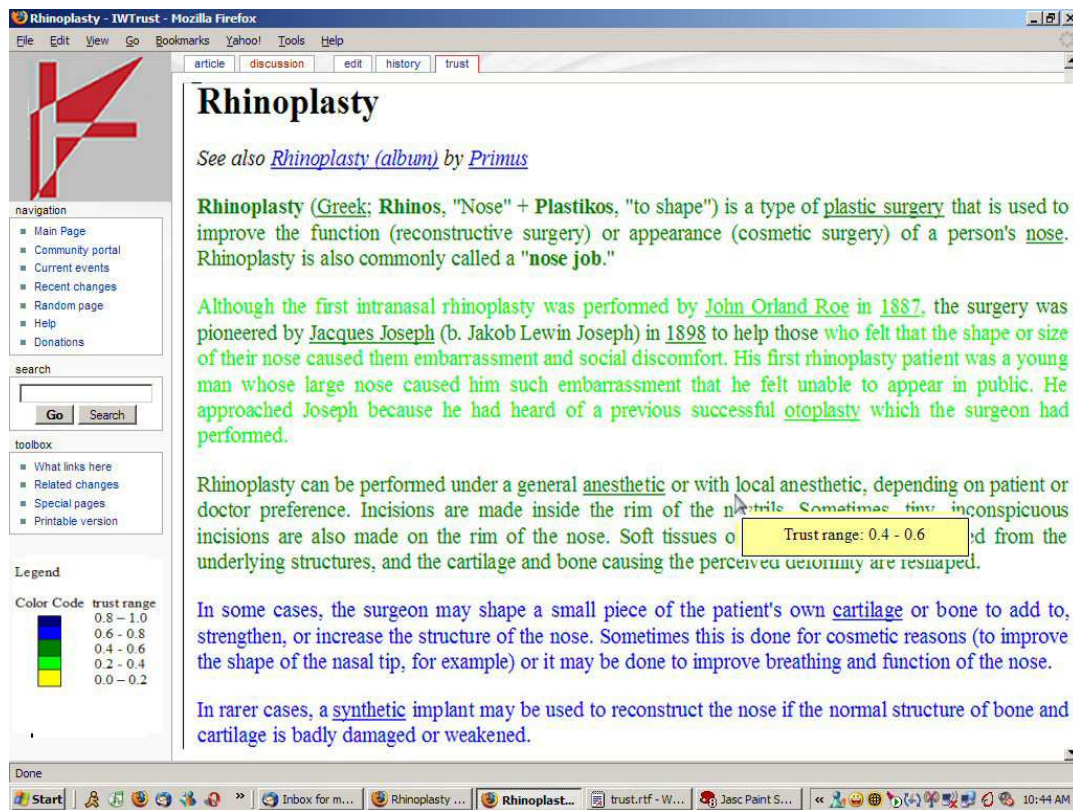 Rhinoplasty - IWTrust - Mozilla Firefox
File Edit View Go Bookmarks Yahoo! Tools Help
article discussion edit history trust
Rhinoplasty
See also Rhinoplasty (album) by Primus
Rhinoplasty (Greek; Rhinos, "Nose" + Plastikos, "to shape") is a type of plastic surgery that is used to
improve the function (reconstructive surgery) or appearance (cosmetic surgery) of a person's nose.
Rhinoplasty is also commonly called a "nose job."
Although the first intranasal rhinoplasty was performed by John Orland Roe in 1887, the surgery was
pioneered by Jacques Joseph (b. Jakob Lewin Joseph) in 1898 to help those who felt that the shape or size
of their nose caused them embarrassment and social discomfort. His first rhinoplasty patient was a young
man whose large nose caused him such embarrassment that he felt unable to appear in public. He
approached Joseph because he had heard of a previous successful otoplasty which the surgeon had
performed.
Rhinoplasty can be performed under a general anesthetic or with local anesthetic, depending on patient or
doctor preference. Incisions are made inside the rim of the nostrils. Sometimes, tiny, inconspicuous
incisions are also made on the rim of the nose. Soft tissues o
Trust range: 0.4 - 0.6
ed from the
underlying structures, and the cartilage and bone causing the perceived deformity are reshaped.
In some cases, the surgeon may shape a small piece of the patient's own cartilage or bone to add to,
strengthen, or increase the structure of the nose. Sometimes this is done for cosmetic reasons (to improve
the shape of the nasal tip, for example) or it may be done to improve breathing and function of the nose.
In rarer cases, a synthetic implant may be used to reconstruct the nose if the normal structure of bone and
cartilage is badly damaged or weakened.
navigation
Main Page
Community portal
Current events
Recent changes
Random page
Help
Donations
search
Go Search
toolbox
What links here
Related changes
Special pages
Printable version
Legend
Color Code trust range
0.8 – 1.0
0.6 - 0.8
0.4 - 0.6
0.2 - 0.4
0.0 – 0.2
Done
Start » Inbox for m... Rhinoplasty ... Rhinoplast... trust.rtf - W... Jasc Paint S... « 10:44 AM